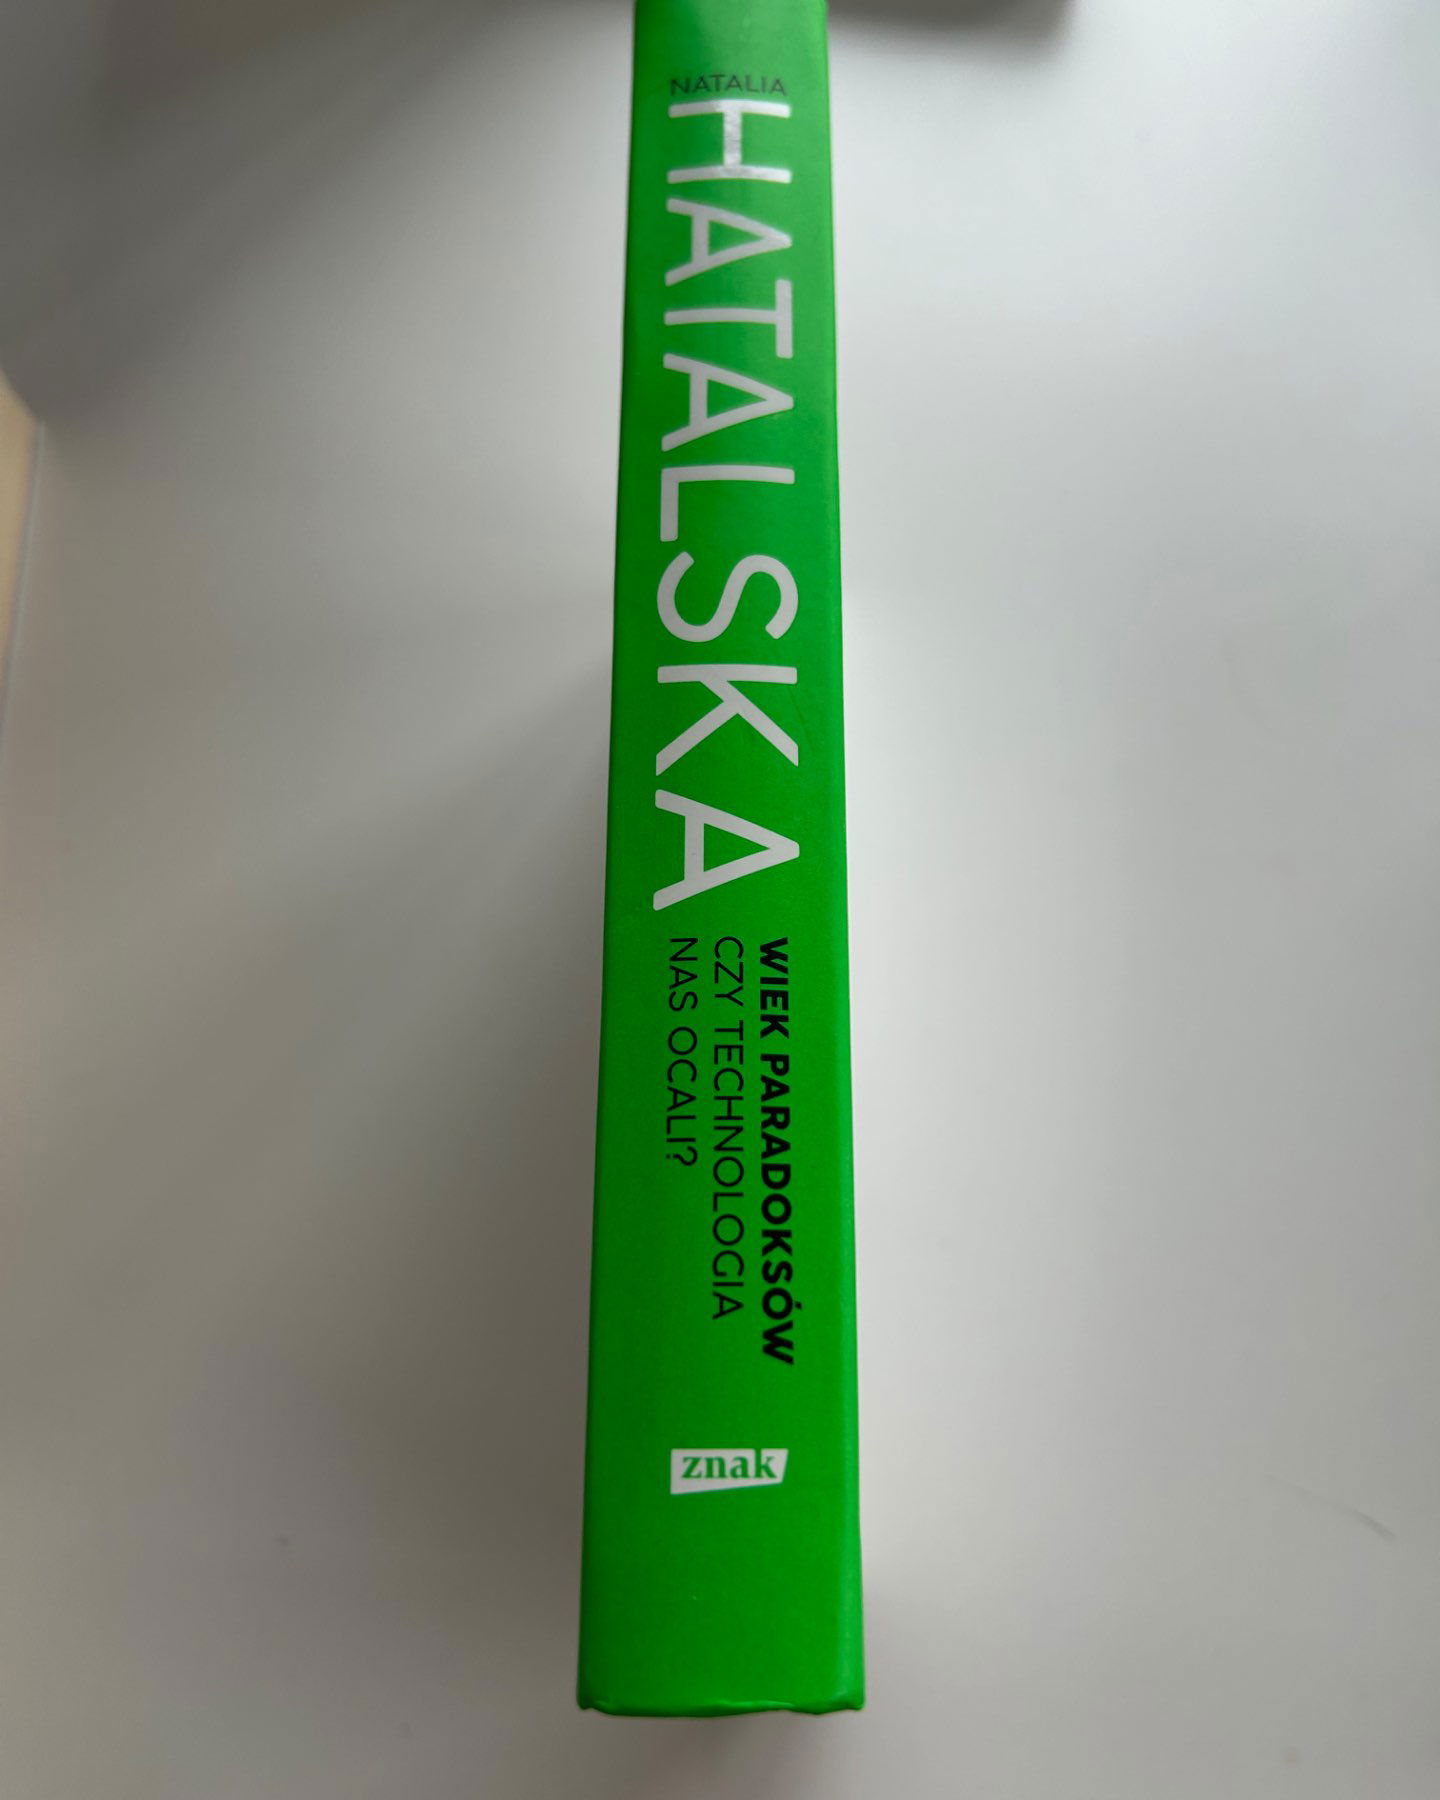 NATALIA
HATALSKA
WIEK PARADOKSÓW
CZY TECHNOLOGIA
NAS OCALI?
znak